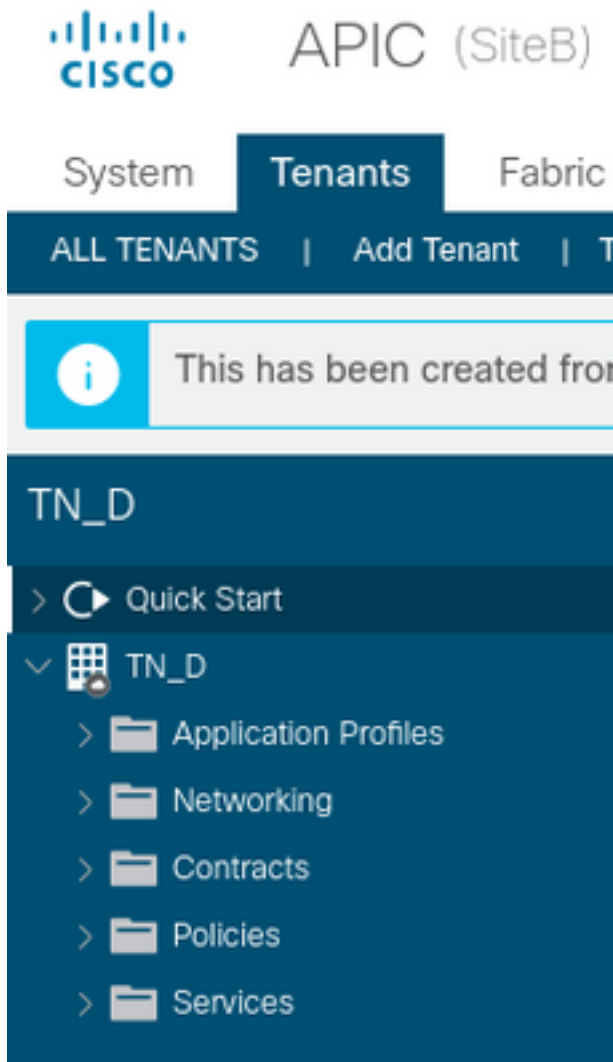 CISCO APIC (SiteB)
System Tenants Fabric
ALL TENANTS | Add Tenant | T
This has been created from
TN_D
Quick Start
TN_D
Application Profiles
Networking
Contracts
Policies
Services